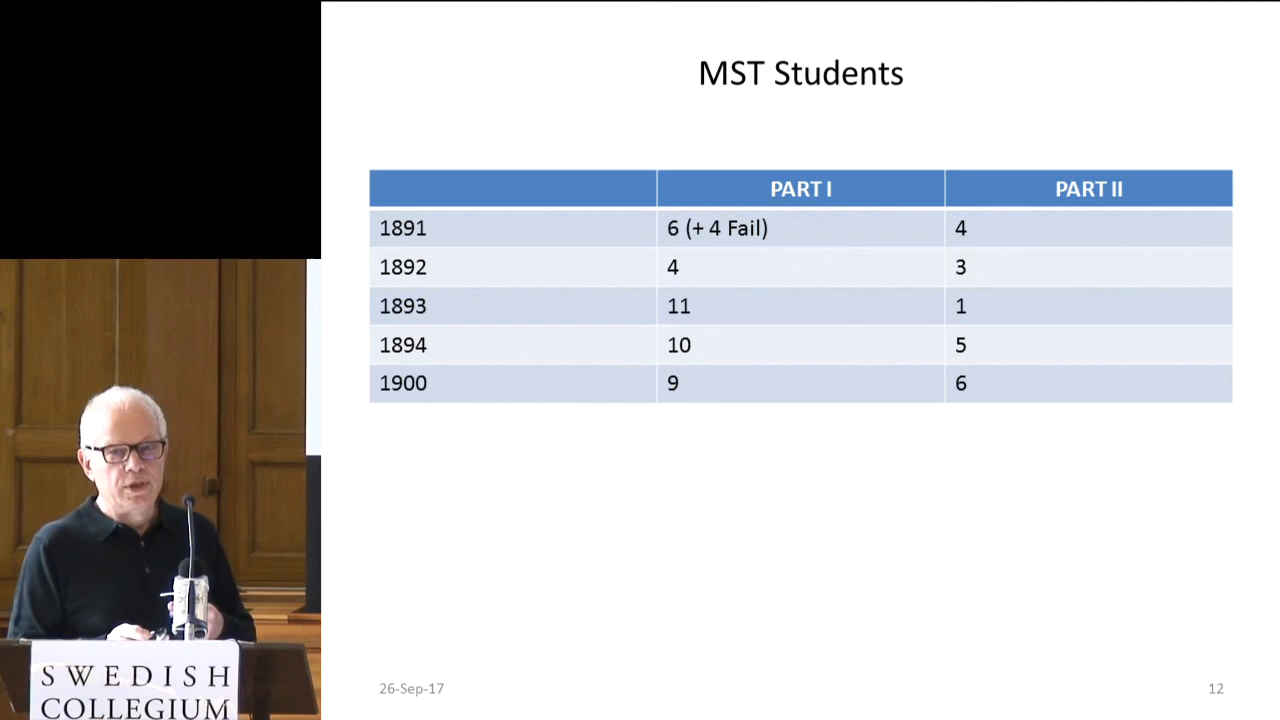 MST Students
PART I PART II
1891 6 (+ 4 Fail) 4
1892 4 3
1893 11 1
1894 10 5
1900 9 6
26-Sep-17 12
SWEDISH
COLLEGIUM